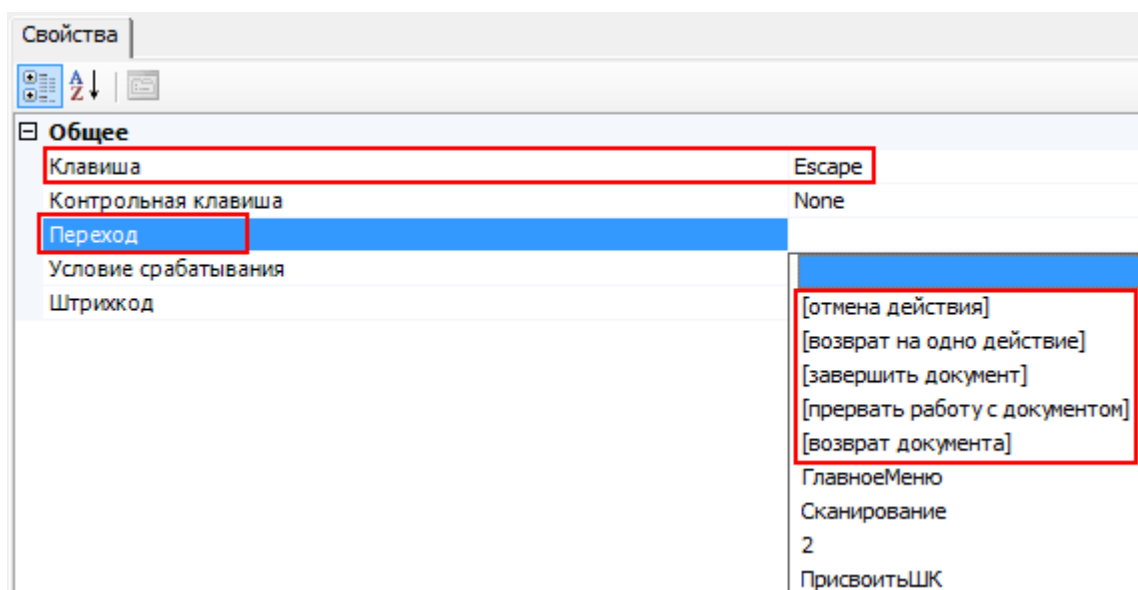 Свойства
Общее
Клавиша Escape
Контрольная клавиша None
Переход
Условие срабатывания
Штрихкод
[отмена действия]
[возврат на одно действие]
[завершить документ]
[прервать работу с документом]
[возврат документа]
ГлавноеМеню
Сканирование
2
ПрисвоитьШК